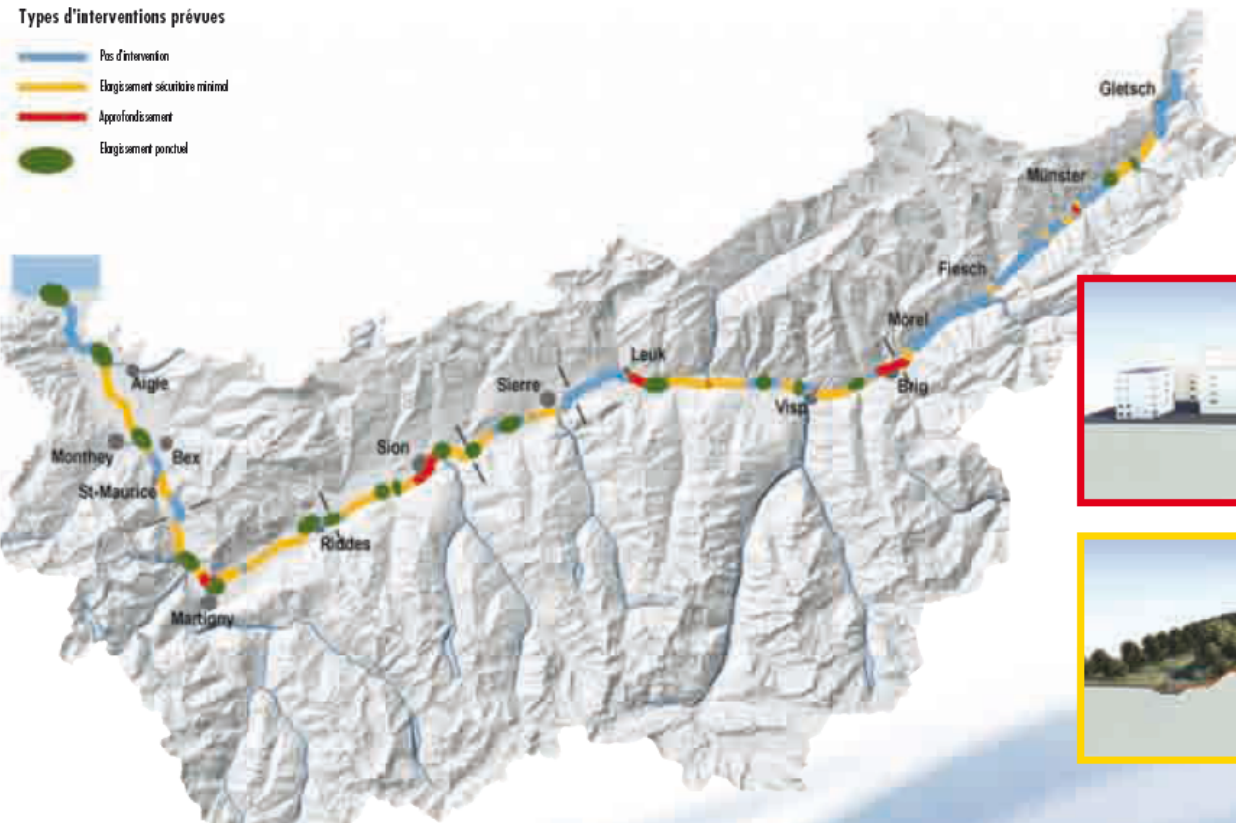 Types d'interventions prévues
Pas d'intervention
Elargissement sécuritaire minimal
Approfondissement
Elargissement ponctuel
Gletsch
Münster
Fiesch
Morel
Brig
Leuk
Visp
Sierre
Sion
Aigle
Monthey
Bex
St-Maurice
Riddes
Martigny